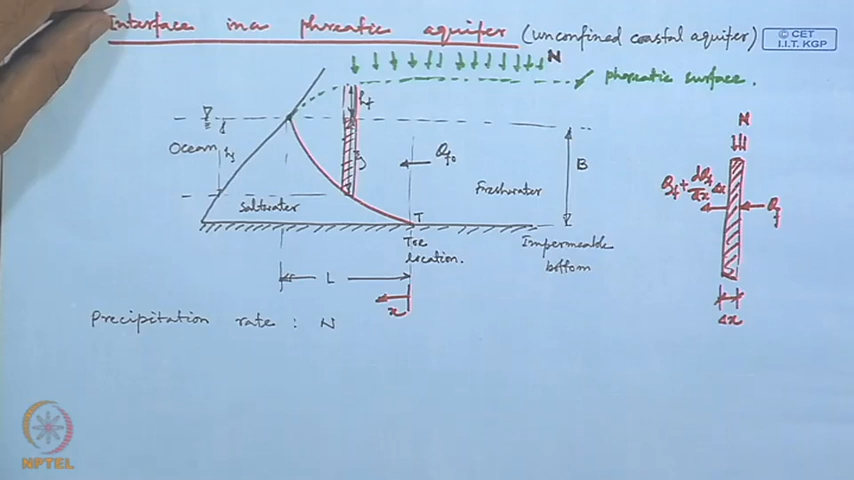 Interface in a phreatic aquifer (unconfined coastal aquifer)
© CET
I.I.T. KGP
N
phreatic surface.
hf
Ocean
hs
Qf0
B
N
Saltwater
Freshwater
Qf + dQf/dx Δx
Qf
T
Toe
location.
Impermeable
bottom
L
x
Δx
Precipitation rate : N
NPTEL